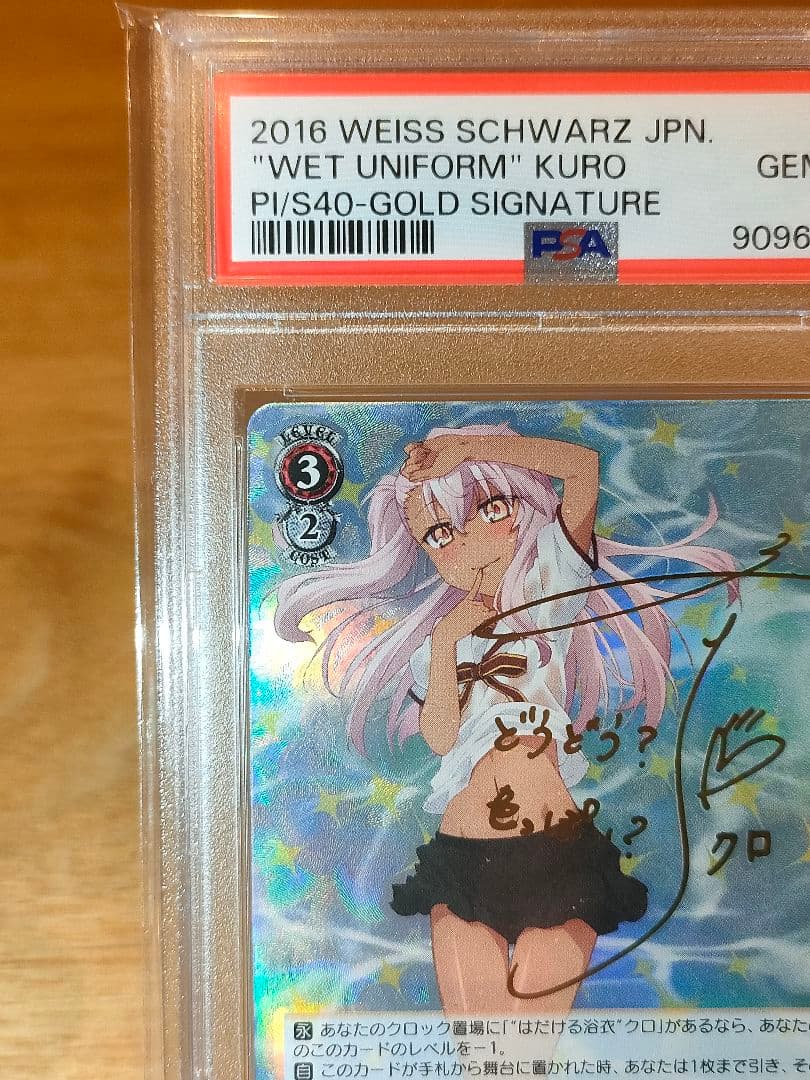 2016 WEISS SCHWARZ JPN.
"WET UNIFORM" KURO GEM
PI/S40-GOLD SIGNATURE
PSA 9096
LEVEL
3
2
COST
どうどう?
色っぽい?
クロ
永 あなたのクロック置場に「“はだける浴衣”クロ」があるなら、あなた
のこのカードのレベルを－1。
自 このカードが手札から舞台に置かれた時、あなたは1枚まで引き、そ